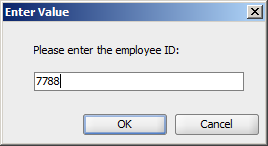 Enter Value
Please enter the employee ID:
7788
OK
Cancel